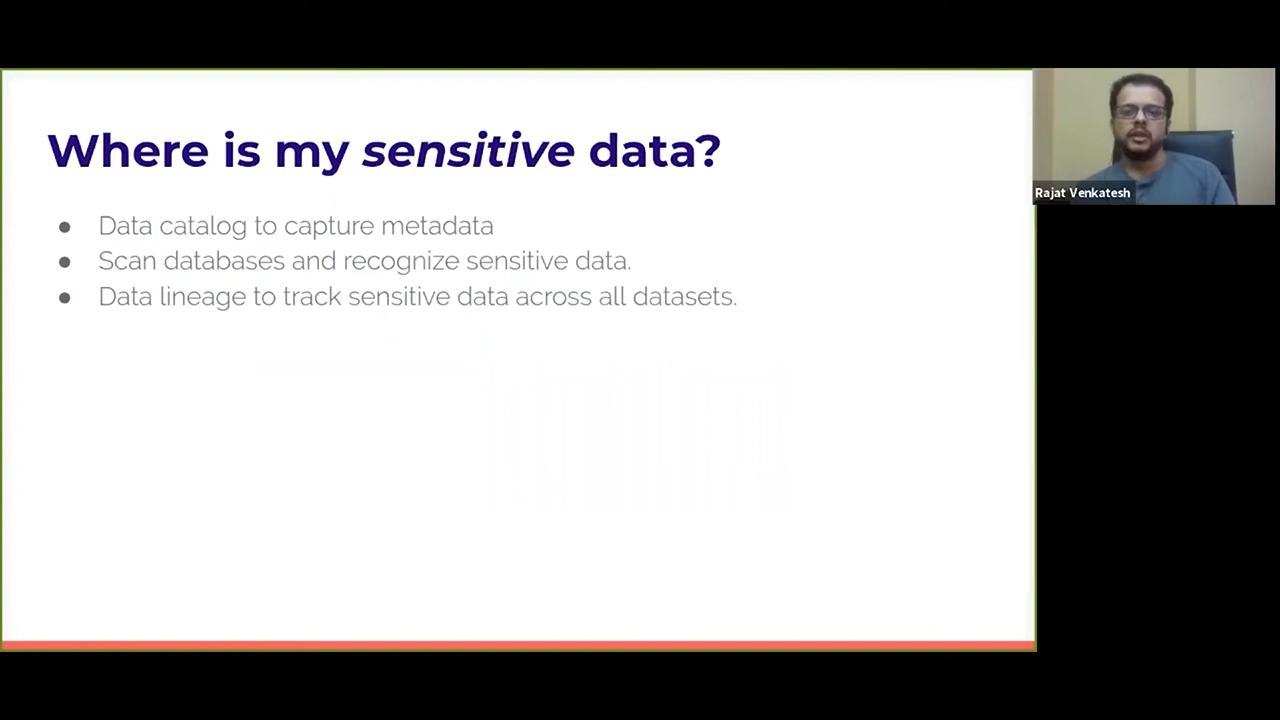 Where is my sensitive data?
● Data catalog to capture metadata
● Scan databases and recognize sensitive data.
● Data lineage to track sensitive data across all datasets.
Rajat Venkatesh